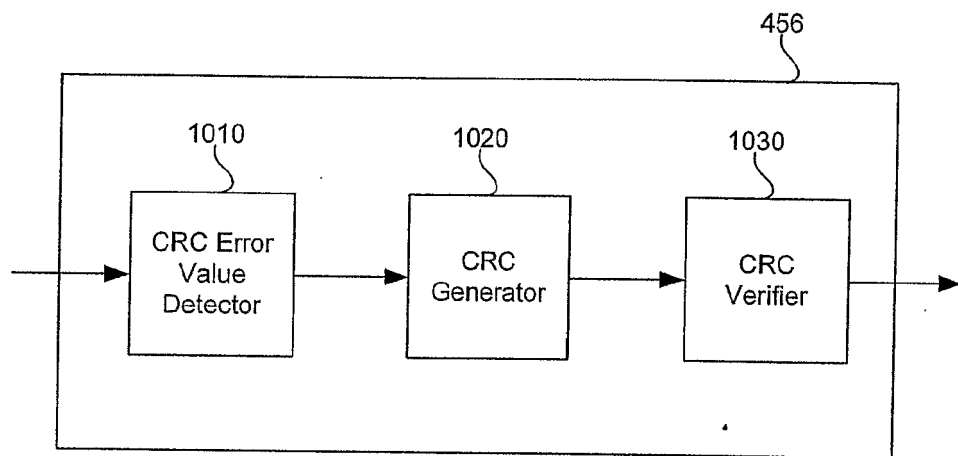 456
1010
1020
1030
CRC Error
Value
Detector
CRC
Generator
CRC
Verifier